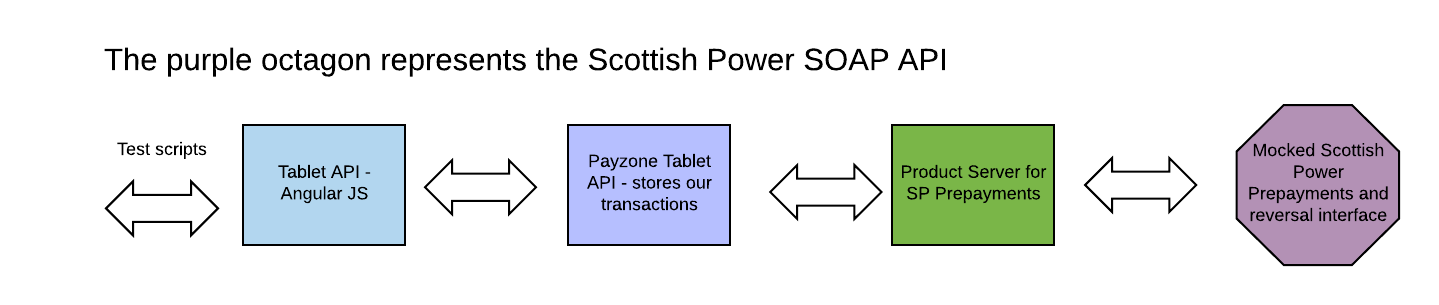 The purple octagon represents the Scottish Power SOAP API
Test scripts
Tablet API -
Angular JS
Payzone Tablet
API - stores our
transactions
Product Server for
SP Prepayments
Mocked Scottish
Power
Prepayments and
reversal interface